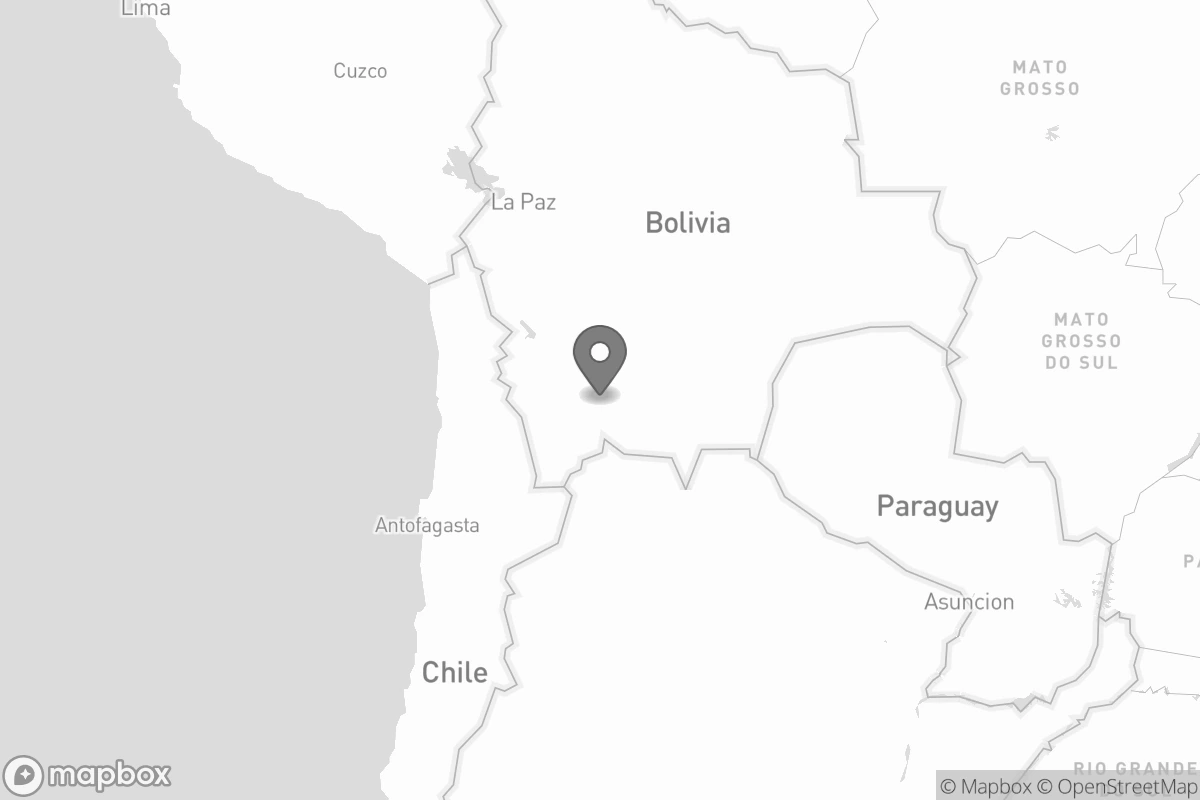 Lima
Cuzco
MATO
GROSSO
La Paz
Bolivia
MATO
GROSSO
DO SUL
Paraguay
Antofagasta
PA
Asuncion
Chile
RIO GRANDE
mapbox
© Mapbox © OpenStreetMap